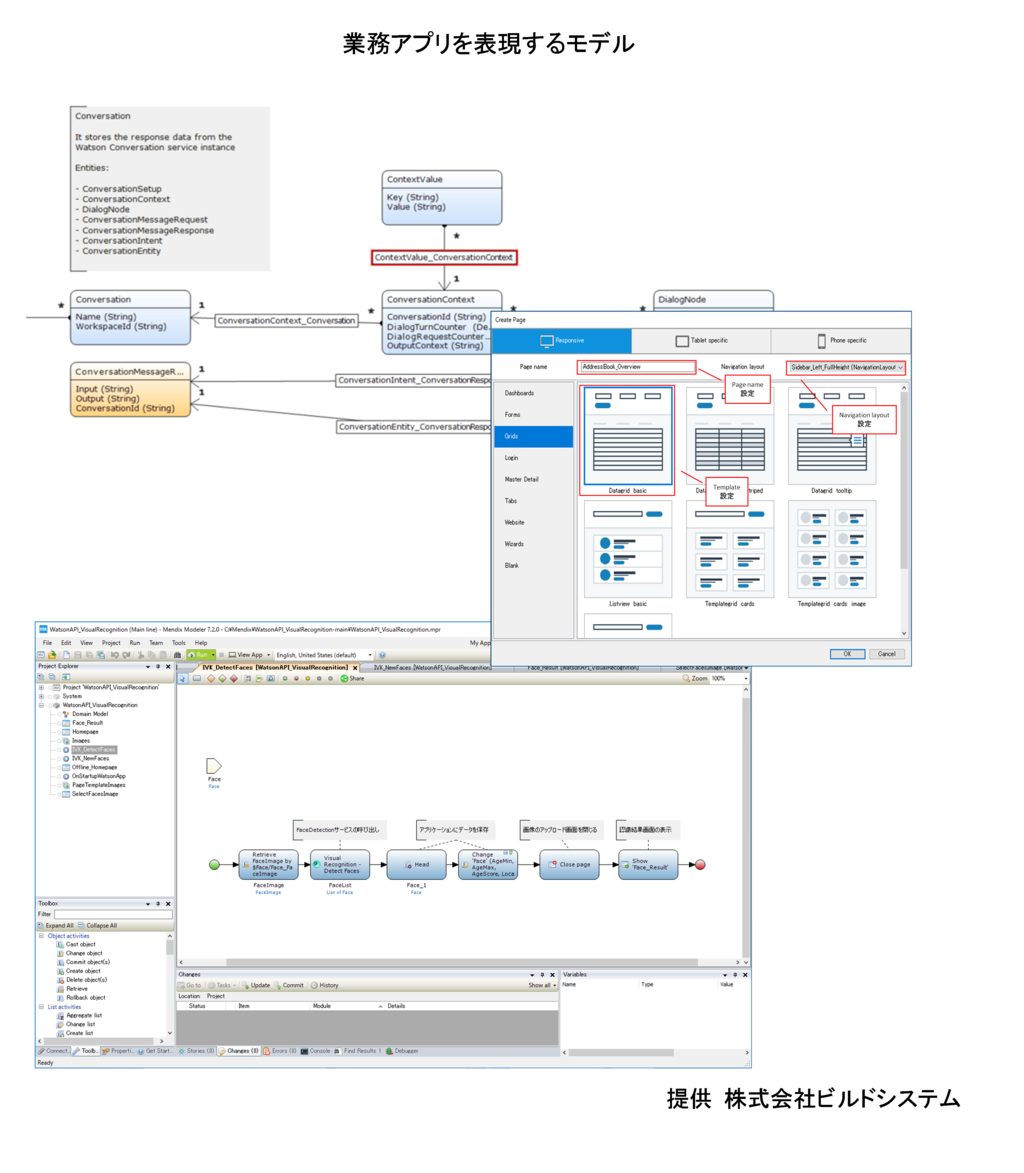 業務アプリを表現するモデル
Conversation
It stores the response data from the
Watson Conversation service instance
Entities:
- ConversationSetup
- ConversationContext
- DialogNode
- ConversationMessageRequest
- ConversationMessageResponse
- ConversationIntent
- ConversationEntity
ContextValue
Key (String)
Value (String)
*
ContextValue_ConversationContext
1
*
Conversation
Name (String)
WorkspaceId (String)
1
ConversationContext_Conversation
*
ConversationContext
ConversationId (String)
DialogTurnCounter (De...
DialogRequestCounter...
OutputContext (String)
*
*
DialogNode
ConversationMessageR...
Input (String)
Output (String)
ConversationId (String)
1
1
ConversationIntent_ConversationRespo
ConversationEntity_ConversationRespo
Create Page
Responsive
Tablet specific
Phone specific
Page name
AddressBook_Overview
Navigation layout
Sidebar_Left_FullHeight (NavigationLayout
Page name
設定
Navigation layout
設定
Dashboards
Forms
Grids
Login
Master Detail
Tabs
Website
Wizards
Blank
Datagrid basic
Template
設定
Dat
triped
Datagrid tooltip
Listview basic
Templategrid cards
Templategrid cards image
OK
Cancel
WatsonAPI_VisualRecognition (Main line) - Mendix Modeler 7.2.0 - C:¥Mendix¥WatsonAPI_VisualRecognition-main¥WatsonAPI_VisualRecognition.mpr
File Edit View Project Run Team Tools Help
My App
Run
View App
English, United States (default)
Project Explorer
IVK_DetectFaces [WatsonAPI_VisualRecognition]
IVK_NewFaces [WatsonAPI_VisualRecognition]
Face_Result [WatsonAPI_VisualRecognition]
SelectFacesImage [Watson
Share
Zoom 100%
Project 'WatsonAPI_VisualRecognition'
System
WatsonAPI_VisualRecognition
Domain Model
Face_Result
Homepage
Images
IVK_DetectFaces
IVK_NewFaces
Offline_Homepage
OnStartupWatsonApp
PageTemplateImages
SelectFacesImage
Face
Face
FaceDetectionサービスの呼び出し
アプリケーションにデータを保存
画像のアップロード画面を閉じる
認識結果画面の表示
Retrieve
FaceImage by
$Face/Face_Fa
ceImage
FaceImage
FaceImage
Visual
Recognition -
Detect Faces
FaceList
List of Face
Head
Face_1
Face
Change
'Face' (AgeMin,
AgeMax,
AgeScore, Loca
Close page
Show
'Face_Result'
Toolbox
Filter
Expand All
Collapse All
Object activities
Cast object
Change object
Commit object(s)
Create object
Delete object(s)
Retrieve
Rollback object
List activities
Aggregate list
Change list
Create list
Changes
Go to
Tasks
Update
Commit
History
Show all
Location Project
Status
Item
Module
Details
Variables
Name
Type
Value
Connect..
Toolb..
Properti..
Get Start..
Stories (0)
Changes (0)
Errors (0)
Console
Find Results 1
Debugger
Ready
提供 株式会社ビルドシステム